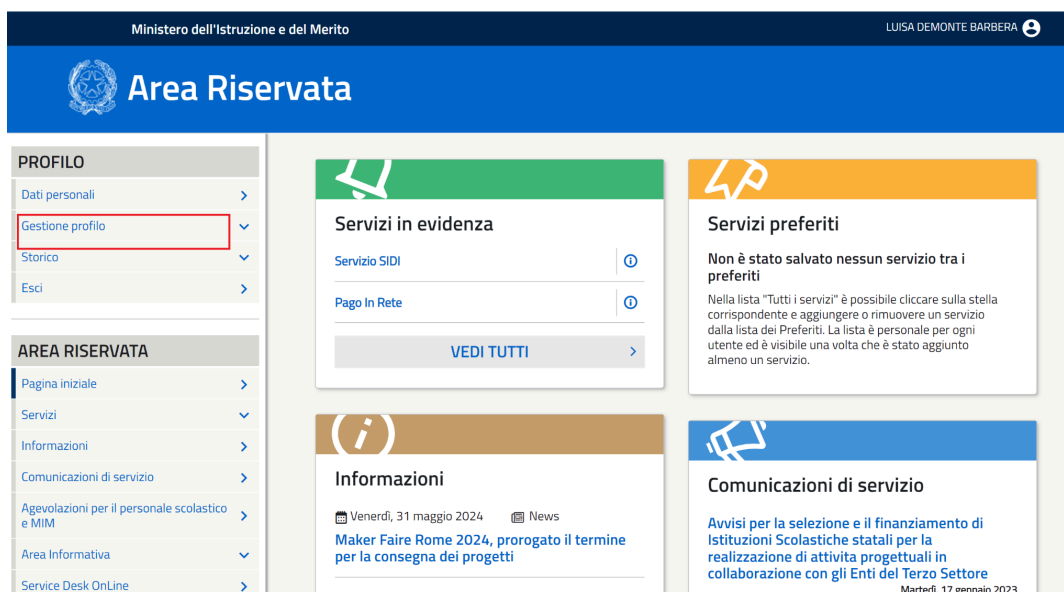 Ministero dell'Istruzione e del Merito
LUISA DEMONTE BARBERA
Area Riservata
PROFILO
Dati personali
Gestione profilo
Storico
Esci
AREA RISERVATA
Pagina iniziale
Servizi
Informazioni
Comunicazioni di servizio
Agevolazioni per il personale scolastico
e MIM
Area Informativa
Service Desk OnLine
Servizi in evidenza
Servizio SIDI
Pago In Rete
VEDI TUTTI
Servizi preferiti
Non è stato salvato nessun servizio tra i
preferiti
Nella lista "Tutti i servizi" è possibile cliccare sulla stella
corrispondente e aggiungere o rimuovere un servizio
dalla lista dei Preferiti. La lista è personale per ogni
utente ed è visibile una volta che è stato aggiunto
almeno un servizio.
Informazioni
Venerdì, 31 maggio 2024 News
Maker Faire Rome 2024, prorogato il termine
per la consegna dei progetti
Comunicazioni di servizio
Avvisi per la selezione e il finanziamento di
Istituzioni Scolastiche statali per la
realizzazione di attivita progettuali in
collaborazione con gli Enti del Terzo Settore
Martedì, 17 gennaio 2023